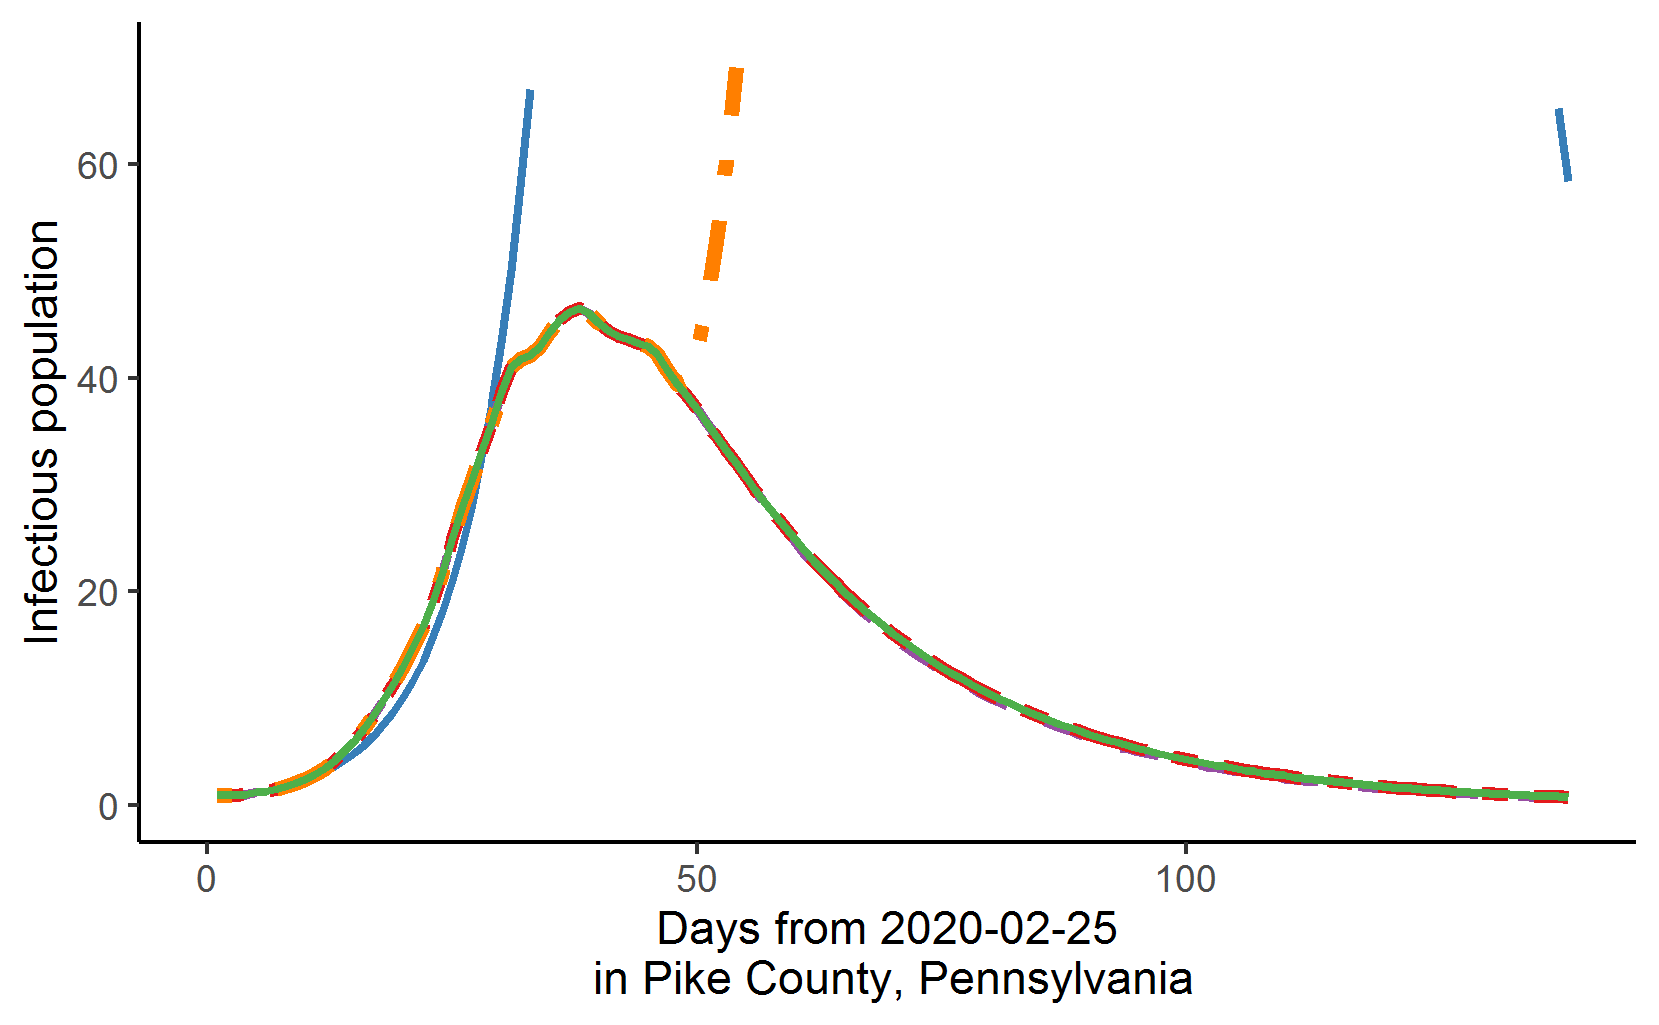 Infectious population
60
40
20
0
0 50 100
Days from 2020-02-25
in Pike County, Pennsylvania